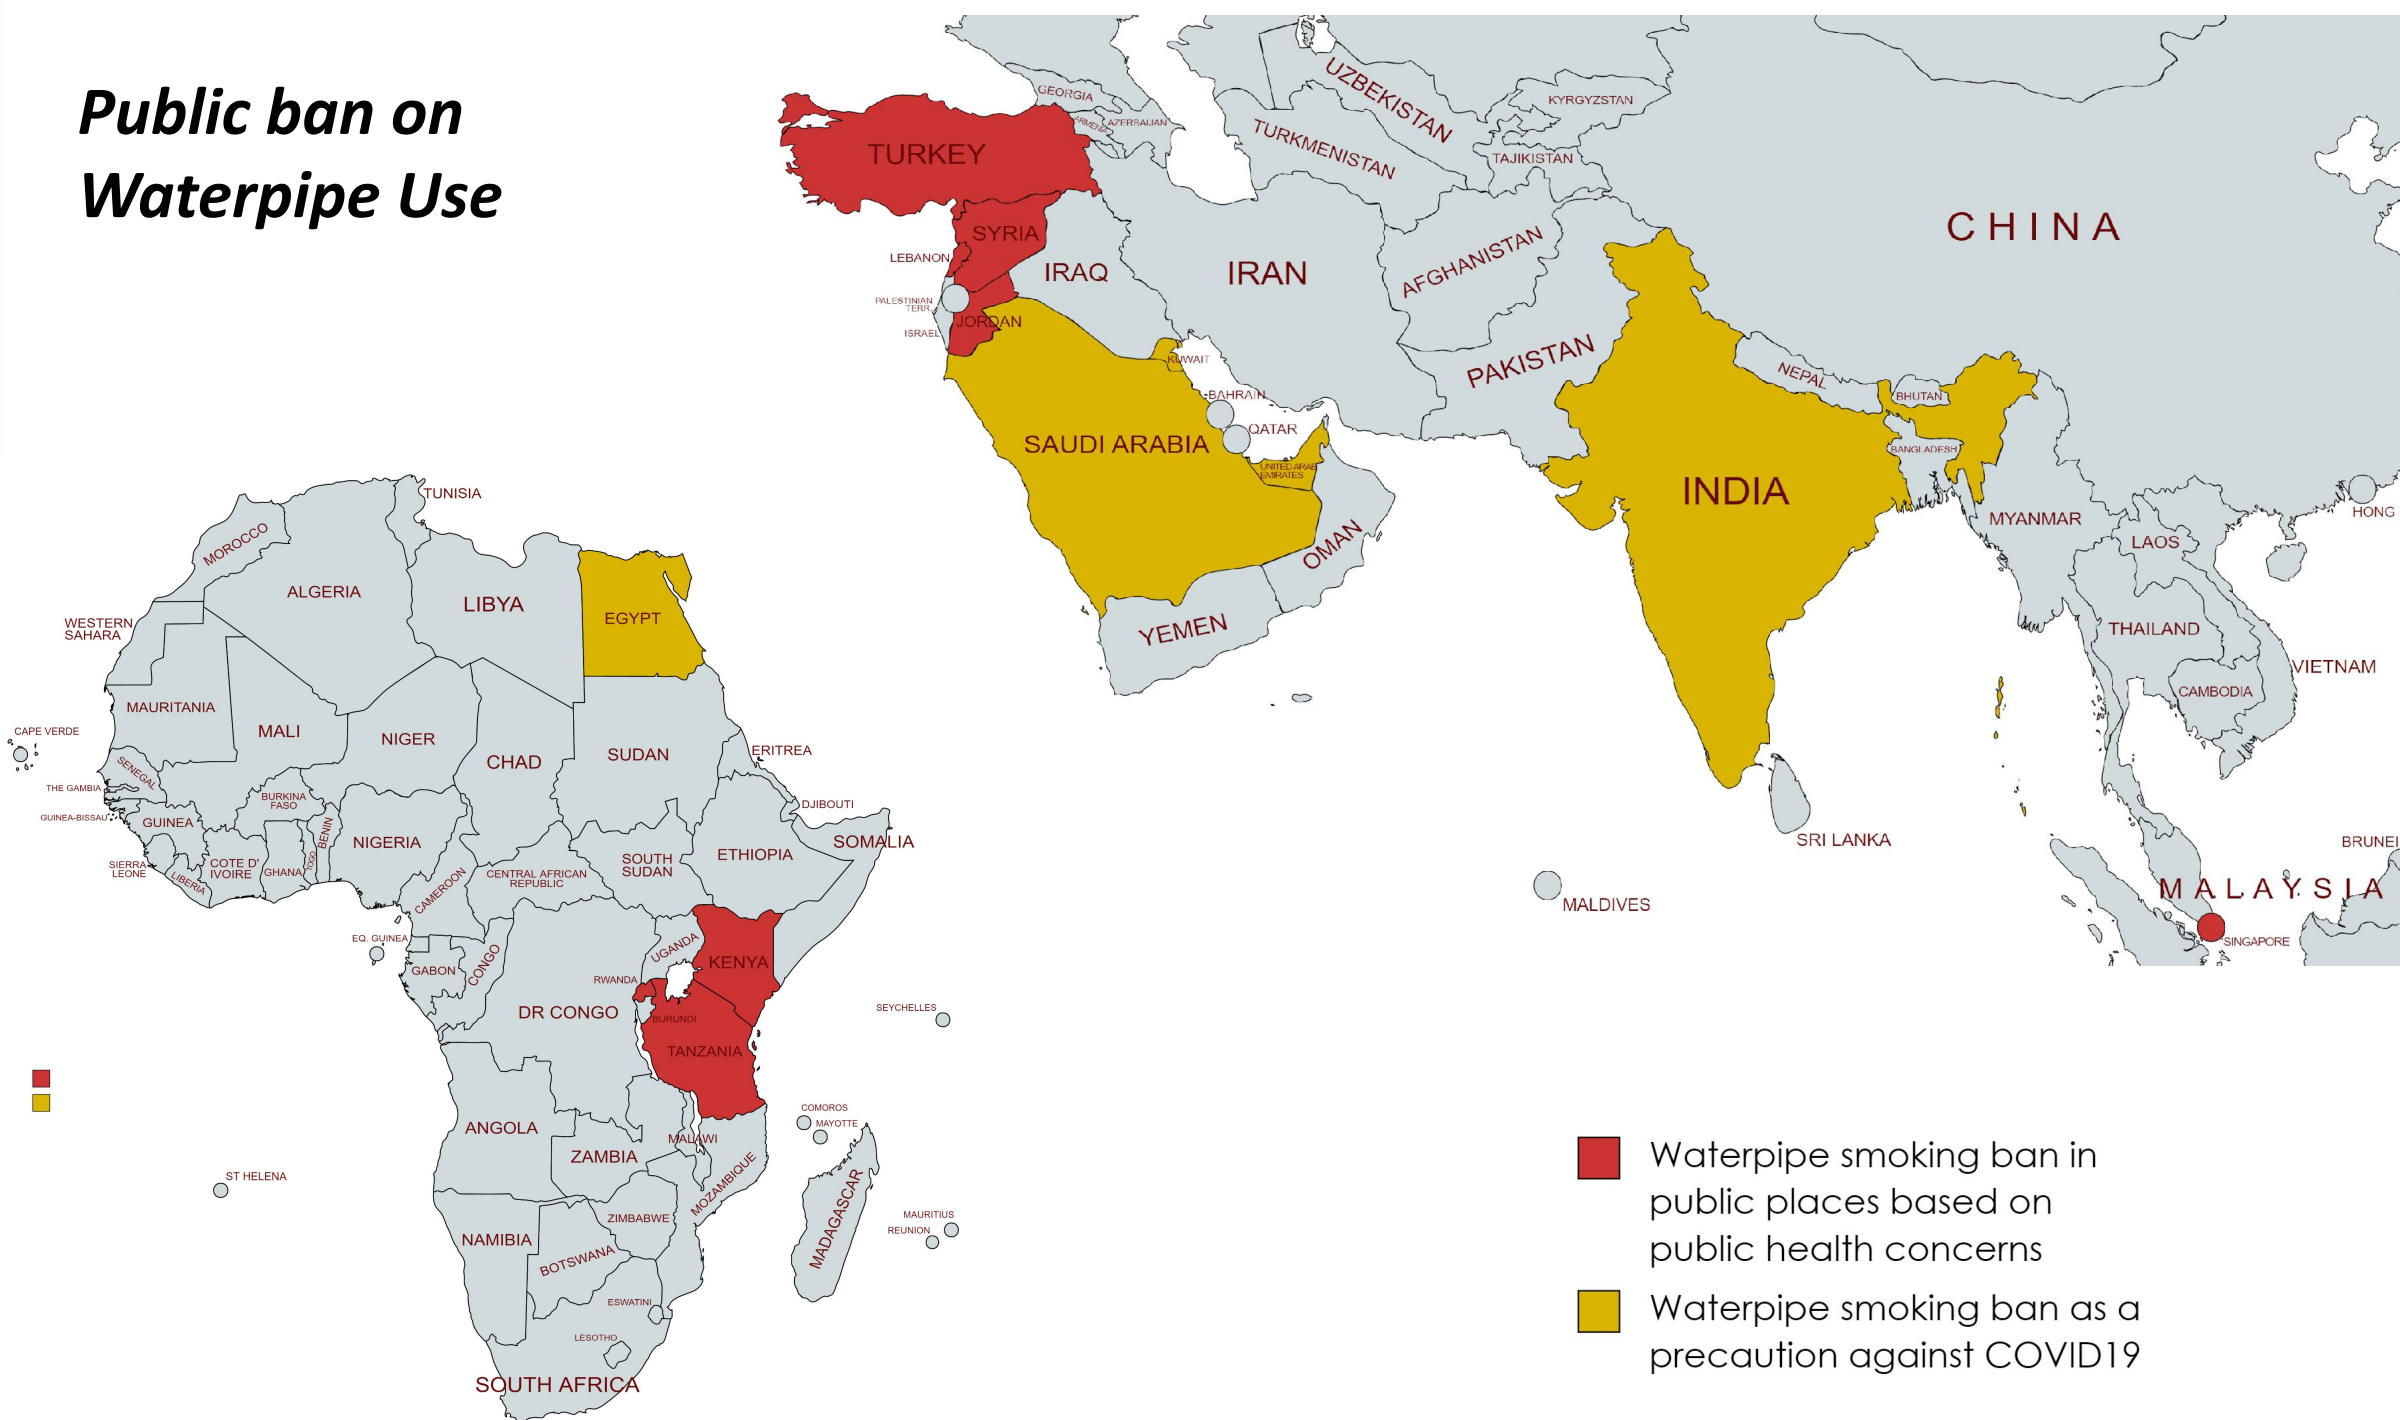 Public ban on
Waterpipe Use
GEORGIA
ARMENIA
AZERBAIJAN
UZBEKISTAN
KYRGYZSTAN
TURKMENISTAN
TAJIKISTAN
TURKEY
SYRIA
LEBANON
IRAQ
IRAN
AFGHANISTAN
CHINA
PALESTINIAN
TERR.
ISRAEL
JORDAN
KUWAIT
PAKISTAN
NEPAL
BHUTAN
BAHRAIN
QATAR
SAUDI ARABIA
UNITED ARAB
EMIRATES
BANGLADESH
INDIA
OMAN
YEMEN
MYANMAR
LAOS
HONG
THAILAND
VIETNAM
CAMBODIA
SRI LANKA
MALDIVES
BRUNEI
MALAYSIA
SINGAPORE
TUNISIA
MOROCCO
ALGERIA
LIBYA
EGYPT
WESTERN
SAHARA
MAURITANIA
MALI
NIGER
CHAD
SUDAN
ERITREA
CAPE VERDE
SENEGAL
THE GAMBIA
GUINEA-BISSAU
GUINEA
BURKINA
FASO
BENIN
TOGO
NIGERIA
DJIBOUTI
SOMALIA
SIERRA
LEONE
LIBERIA
COTE D'
IVOIRE
GHANA
CAMEROON
CENTRAL AFRICAN
REPUBLIC
SOUTH
SUDAN
ETHIOPIA
EQ. GUINEA
GABON
CONGO
UGANDA
KENYA
RWANDA
DR CONGO
BURUNDI
TANZANIA
SEYCHELLES
ANGOLA
ZAMBIA
MALAWI
COMOROS
MAYOTTE
MOZAMBIQUE
MADAGASCAR
ST HELENA
ZIMBABWE
NAMIBIA
BOTSWANA
MAURITIUS
REUNION
ESWATINI
LESOTHO
SOUTH AFRICA
Waterpipe smoking ban in
public places based on
public health concerns
Waterpipe smoking ban as a
precaution against COVID19